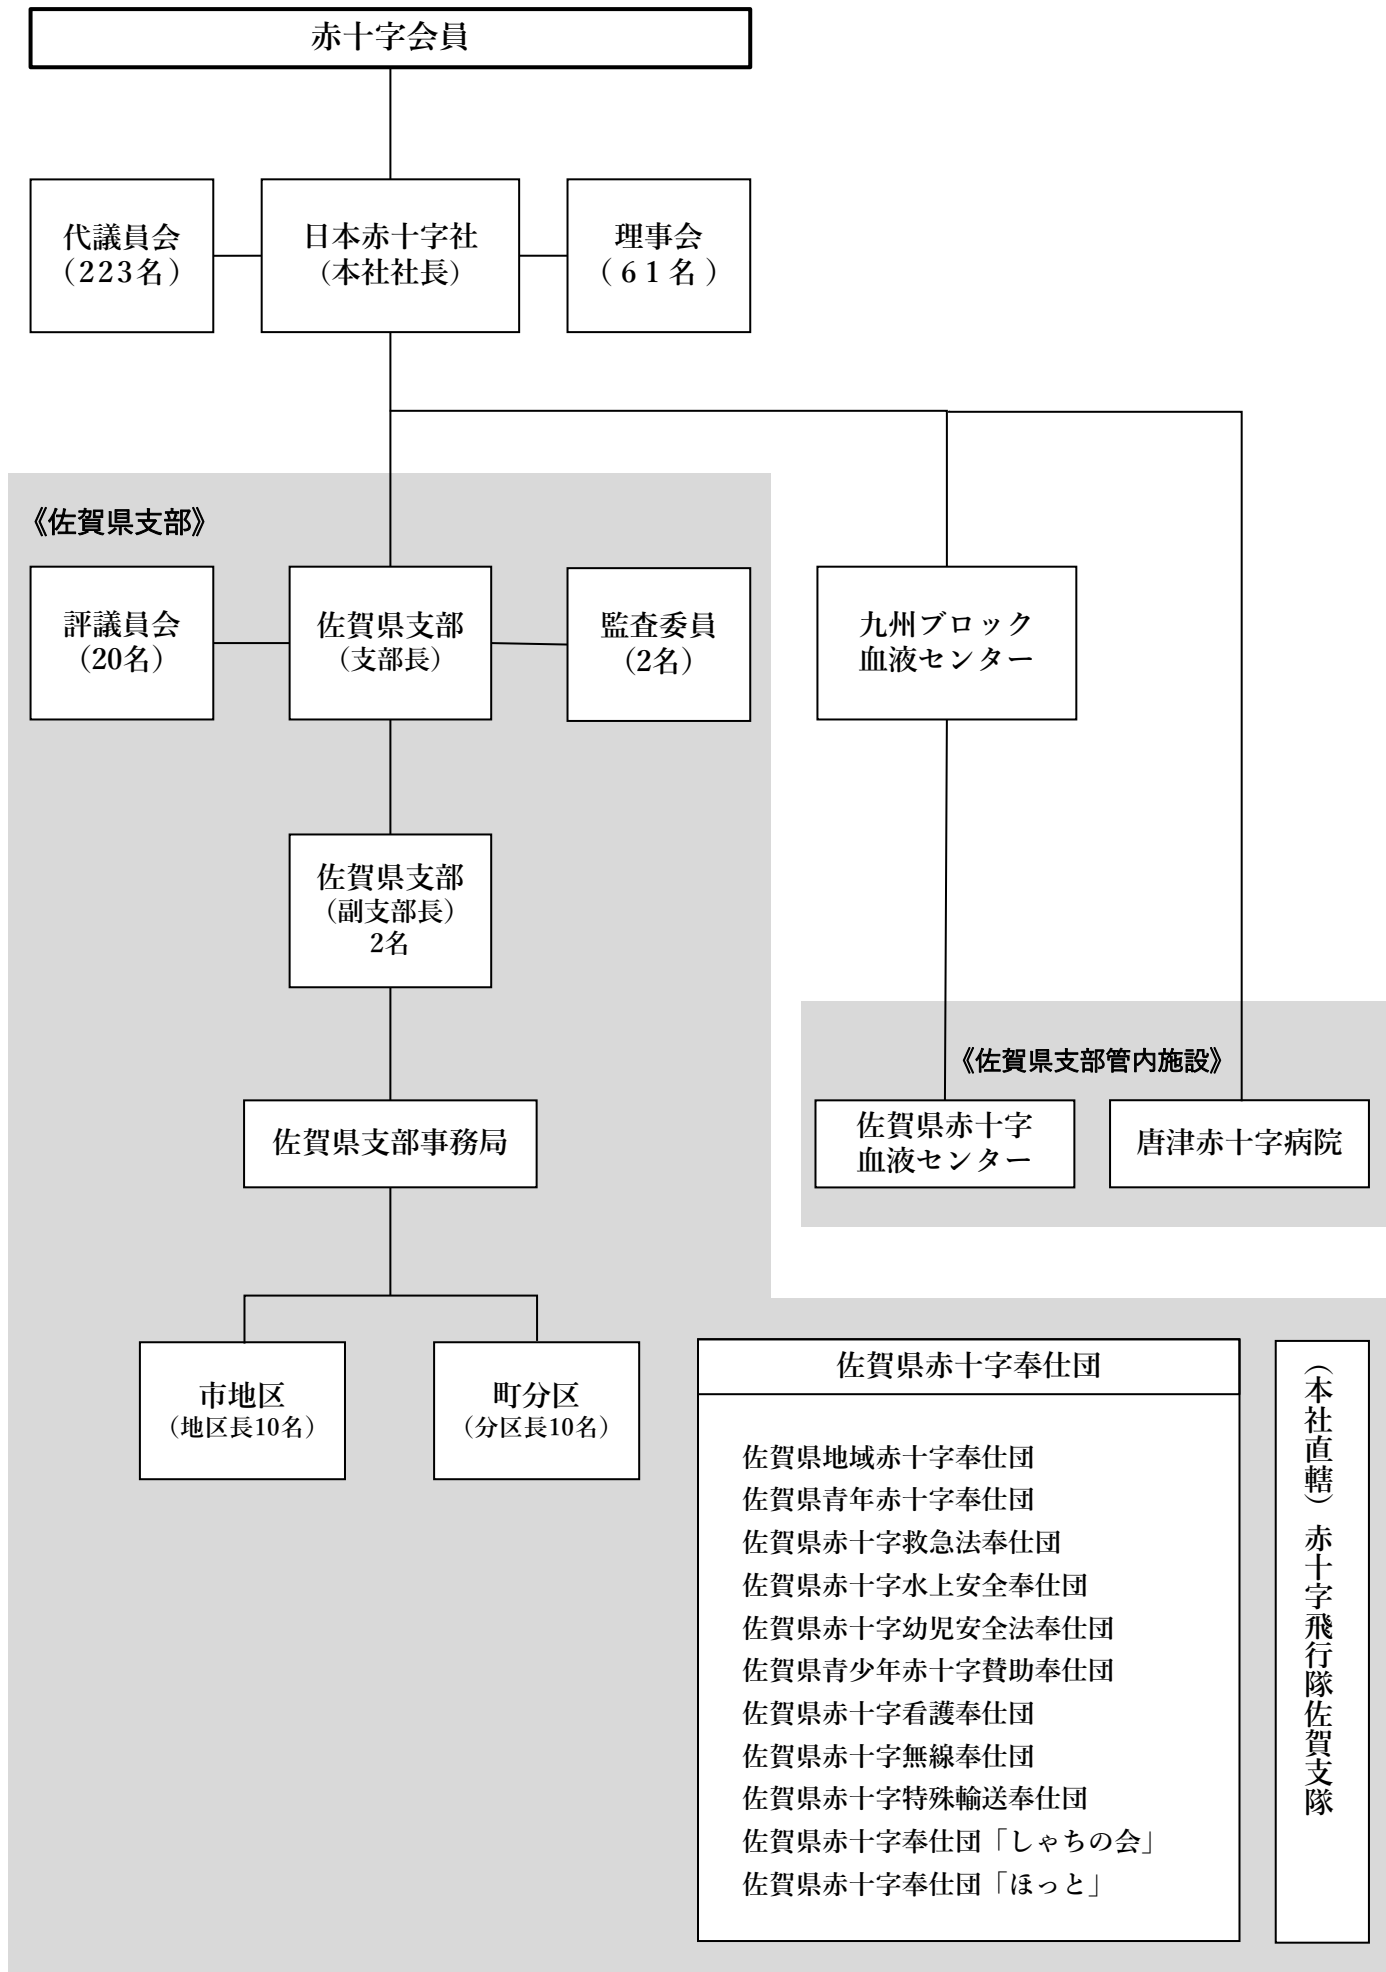 赤十字会員
代議員会
（223名）
日本赤十字社
（本社社長）
理事会
（61名）
《佐賀県支部》
評議員会
（20名）
佐賀県支部
（支部長）
監査委員
（2名）
九州ブロック
血液センター
佐賀県支部
（副支部長）
2名
《佐賀県支部管内施設》
佐賀県支部事務局
佐賀県赤十字
血液センター
唐津赤十字病院
市地区
（地区長10名）
町分区
（分区長10名）
佐賀県赤十字奉仕団
佐賀県地域赤十字奉仕団
佐賀県青年赤十字奉仕団
佐賀県赤十字救急法奉仕団
佐賀県赤十字水上安全奉仕団
佐賀県赤十字幼児安全法奉仕団
佐賀県青少年赤十字賛助奉仕団
佐賀県赤十字看護奉仕団
佐賀県赤十字無線奉仕団
佐賀県赤十字特殊輸送奉仕団
佐賀県赤十字奉仕団「しゃちの会」
佐賀県赤十字奉仕団「ほっと」
（本社直轄）赤十字飛行隊佐賀支隊